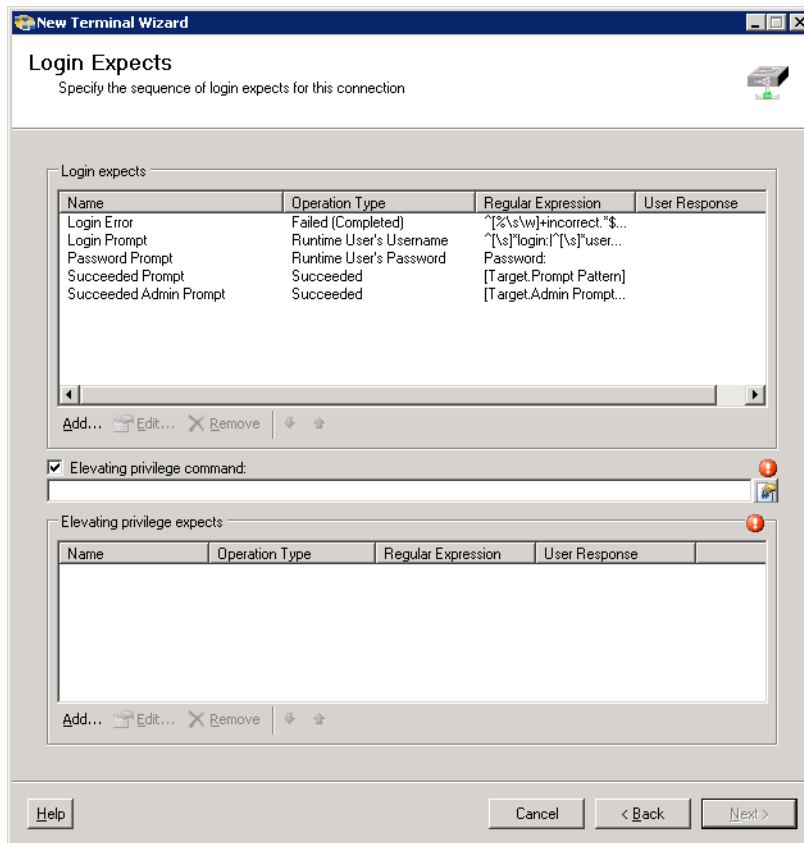 New Terminal Wizard
Login Expects
Specify the sequence of login expects for this connection
Login expects
Name Operation Type Regular Expression User Response
Login Error Failed (Completed) ^[%\s\w]+incorrect.*$...
Login Prompt Runtime User's Username ^[\s]*login:|^[\s]*user...
Password Prompt Runtime User's Password Password:
Succeeded Prompt Succeeded [Target.Prompt Pattern]
Succeeded Admin Prompt Succeeded [Target.Admin Prompt...
Add... Edit... Remove
Elevating privilege command:
Elevating privilege expects
Name Operation Type Regular Expression User Response
Add... Edit... Remove
Help Cancel < Back Next >